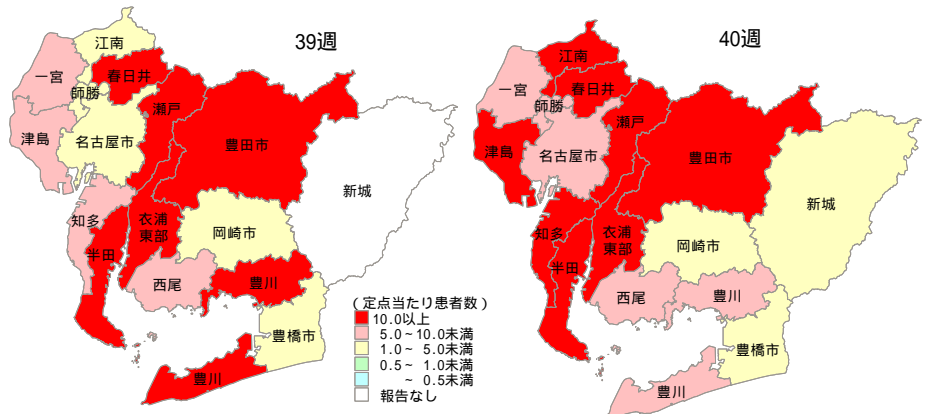 39週
江南
一宮
春日井
師勝
瀬戸
津島
名古屋市
豊田市
新城
知多
衣浦
東部
岡崎市
半田
西尾
豊川
豊橋市
豊川
(定点当たり患者数)
10.0以上
5.0~10.0未満
1.0~ 5.0未満
0.5~ 1.0未満
~ 0.5未満
報告なし
40週
江南
一宮
春日井
師勝
瀬戸
津島
名古屋市
豊田市
新城
知多
衣浦
東部
岡崎市
半田
西尾
豊川
豊橋市
豊川